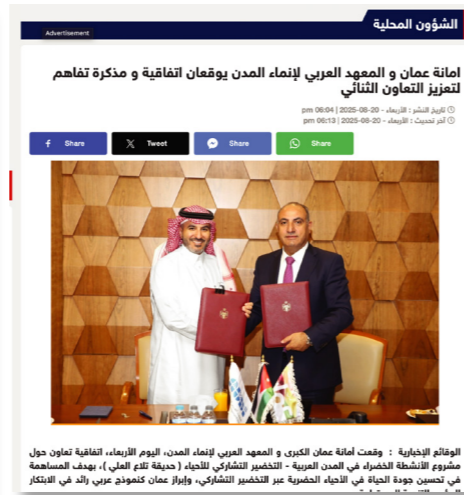 الشؤون المحلية
Advertisement
امانة عمان و المعهد العربي لإنماء المدن يوقعان اتفاقية و مذكرة تفاهم
لتعزيز التعاون الثنائي
تاريخ النشر : الأربعاء - 20-08-2025 | 06:04 pm
آخر تحديث : الأربعاء - 20-08-2025 | 06:13 pm
Share
Tweet
Share
Share
الوقائع الإخبارية : وقعت أمانة عمان الكبرى و المعهد العربي لإنماء المدن، اليوم الأربعاء، اتفاقية تعاون حول
مشروع الأنشطة الخضراء في المدن العربية - التخضير التشاركي للأحياء ( حديقة تلاع العلي )، بهدف المساهمة
في تحسين جودة الحياة في الأحياء الحضرية عبر التخضير التشاركي، وإبراز عمان كنموذج عربي رائد في الابتكار